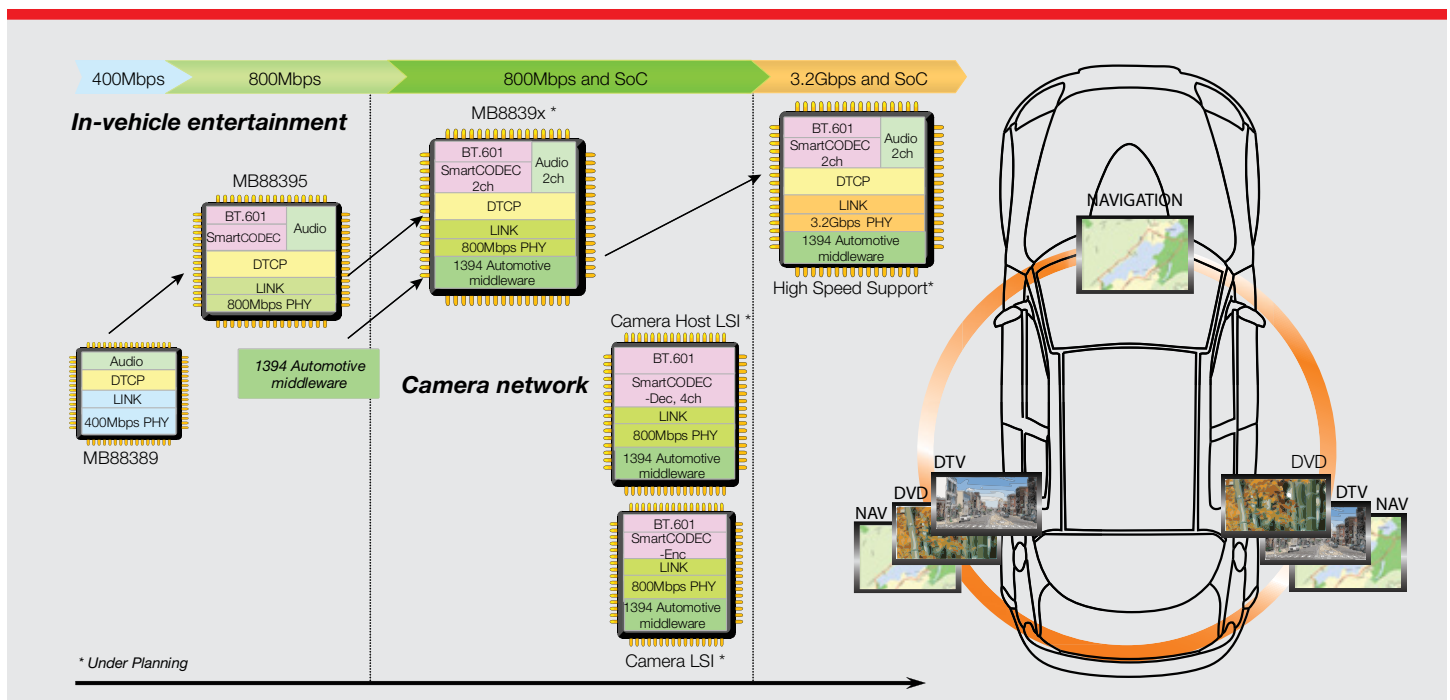 400Mbps
800Mbps
800Mbps and SoC
3.2Gbps and SoC
In-vehicle entertainment
MB88389
Audio
DTCP
LINK
400Mbps PHY
MB88395
BT.601
SmartCODEC
Audio
DTCP
LINK
800Mbps PHY
1394 Automotive
middleware
MB8839x *
BT.601
SmartCODEC
2ch
Audio
2ch
DTCP
LINK
800Mbps PHY
1394 Automotive
middleware
BT.601
SmartCODEC
2ch
Audio
2ch
DTCP
LINK
3.2Gbps PHY
1394 Automotive
middleware
High Speed Support*
Camera network
Camera Host LSI *
BT.601
SmartCODEC
-Dec, 4ch
LINK
800Mbps PHY
1394 Automotive
middleware
BT.601
SmartCODEC
-Enc
LINK
800Mbps PHY
1394 Automotive
middleware
Camera LSI *
* Under Planning
NAVIGATION
DTV
DVD
NAV
DVD
DTV
NAV